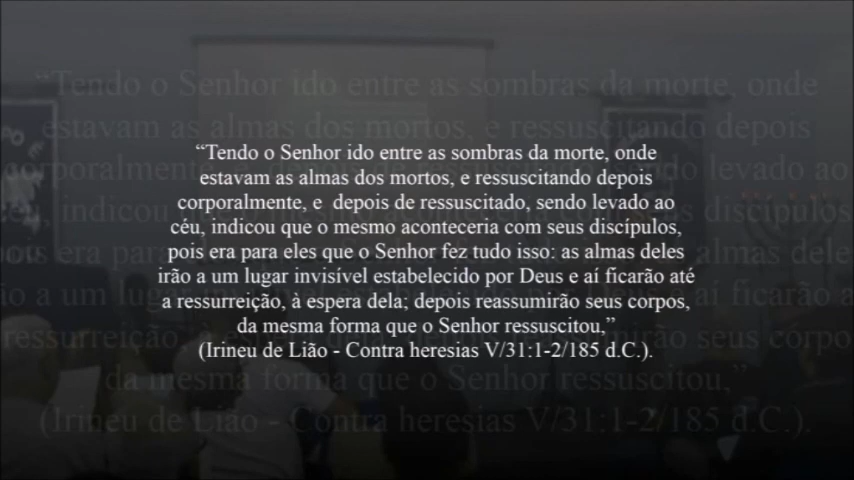 “Tendo o Senhor ido entre as sombras da morte, onde
estavam as almas dos mortos, e ressuscitando depois
corporalmente, e depois de ressuscitado, sendo levado ao
céu, indicou que o mesmo aconteceria com seus discípulos,
pois era para eles que o Senhor fez tudo isso: as almas deles
irão a um lugar invisível estabelecido por Deus e aí ficarão até
a ressurreição, à espera dela; depois reassumirão seus corpos,
da mesma forma que o Senhor ressuscitou,”
(Irineu de Lião - Contra heresias V/31:1-2/185 d.C.).